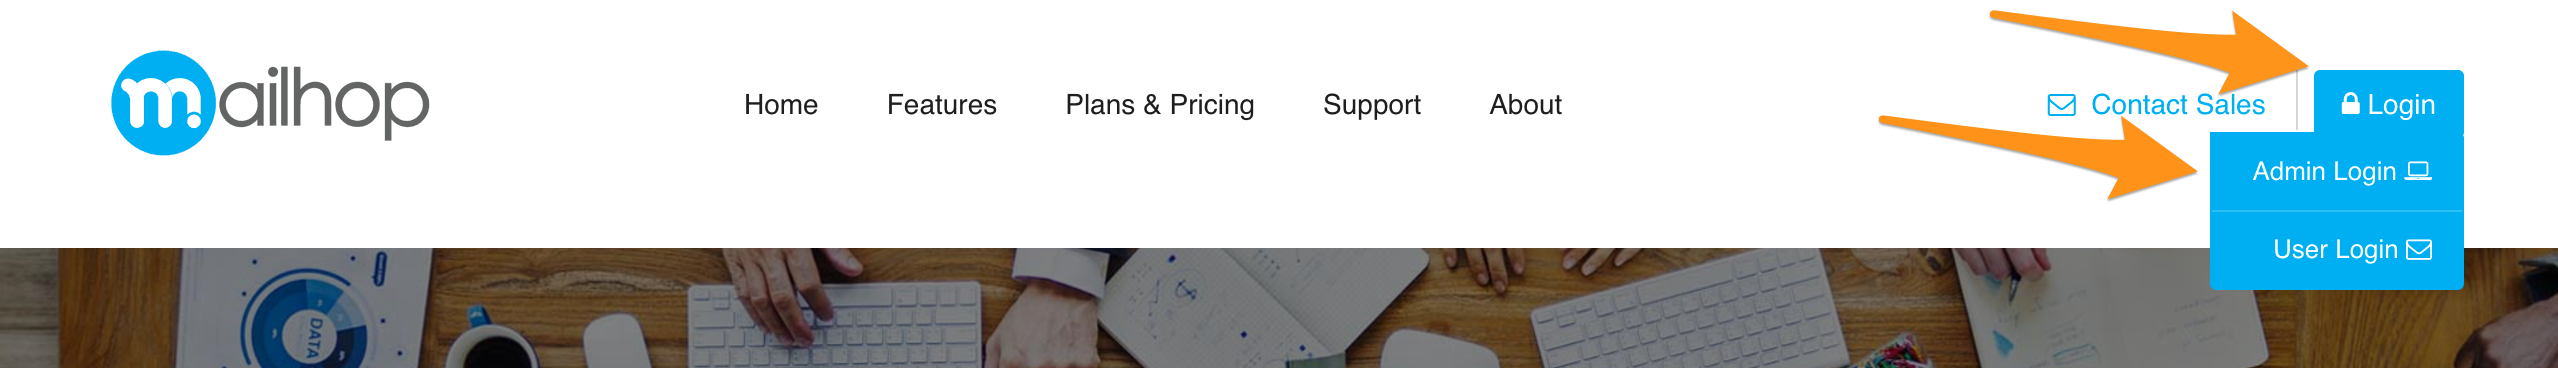 mailhop
Home Features Plans & Pricing Support About Contact Sales Login
Admin Login
User Login
DATA